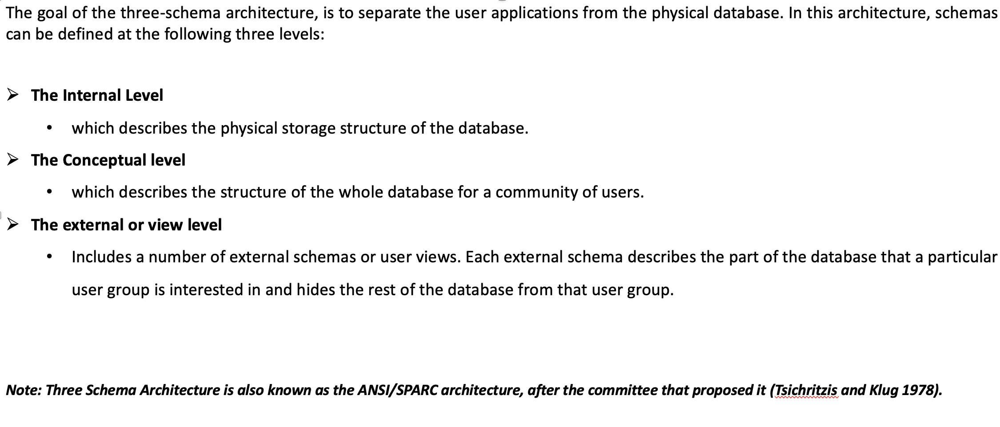 The goal of the three-schema architecture, is to separate the user applications from the physical database. In this architecture, schemas
can be defined at the following three levels:
➢ The Internal Level
• which describes the physical storage structure of the database.
➢ The Conceptual level
• which describes the structure of the whole database for a community of users.
➢ The external or view level
• Includes a number of external schemas or user views. Each external schema describes the part of the database that a particular
user group is interested in and hides the rest of the database from that user group.
Note: Three Schema Architecture is also known as the ANSI/SPARC architecture, after the committee that proposed it (Tsichritzis and Klug 1978).